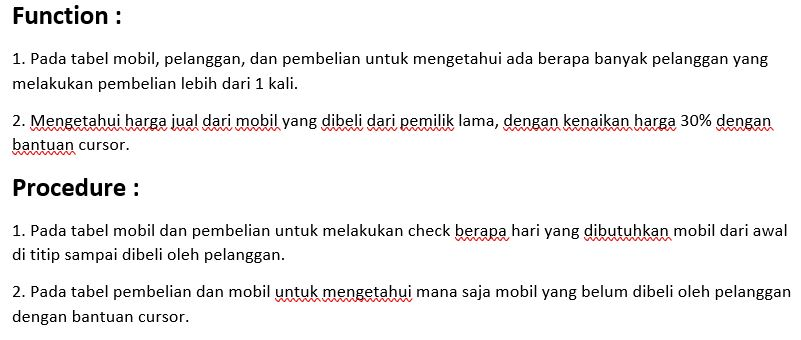 Function :
1. Pada tabel mobil, pelanggan, dan pembelian untuk mengetahui ada berapa banyak pelanggan yang
melakukan pembelian lebih dari 1 kali.
2. Mengetahui harga jual dari mobil yang dibeli dari pemilik lama, dengan kenaikan harga 30% dengan
bantuan cursor.
Procedure :
1. Pada tabel mobil dan pembelian untuk melakukan check berapa hari yang dibutuhkan mobil dari awal
di titip sampai dibeli oleh pelanggan.
2. Pada tabel pembelian dan mobil untuk mengetahui mana saja mobil yang belum dibeli oleh pelanggan
dengan bantuan cursor.